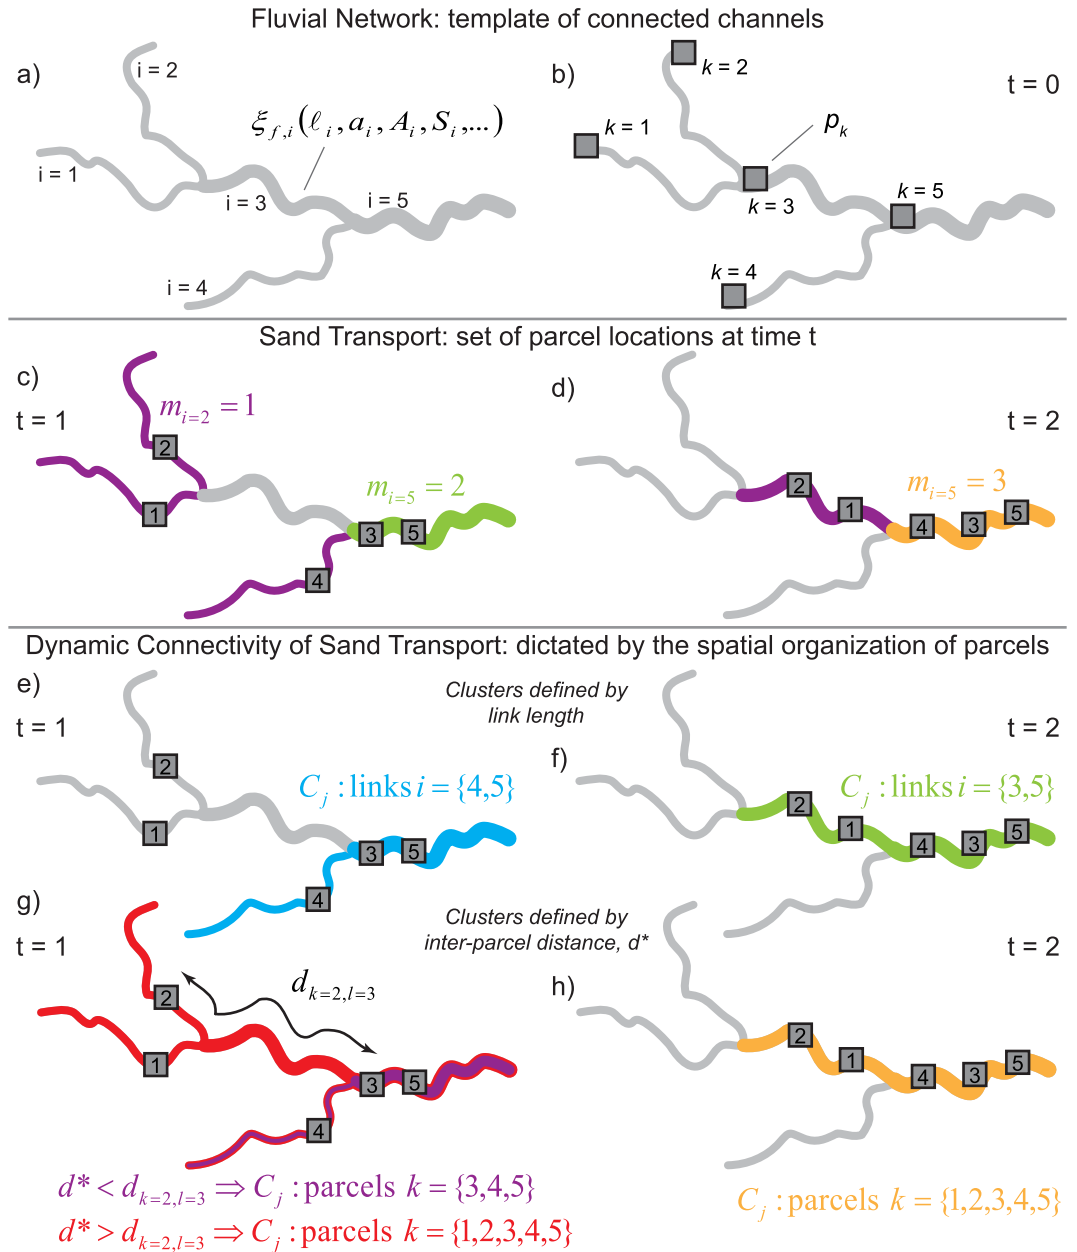 Fluvial Network: template of connected channels
a)
i = 2
i = 1
ξ_{f,i}(ℓ_i, a_i, A_i, S_i,...)
i = 3
i = 5
i = 4
b)
t = 0
k = 2
k = 1
p_k
k = 3
k = 5
k = 4
Sand Transport: set of parcel locations at time t
c)
t = 1
m_{i=2} = 1
2
1
m_{i=5} = 2
3
5
4
d)
t = 2
m_{i=5} = 3
2
1
4
3
5
Dynamic Connectivity of Sand Transport: dictated by the spatial organization of parcels
e)
t = 1
Clusters defined by
link length
2
1
C_j : links i = {4,5}
3
5
4
f)
t = 2
C_j : links i = {3,5}
2
1
4
3
5
g)
t = 1
Clusters defined by
inter-parcel distance, d*
d_{k=2,l=3}
2
1
3
5
4
d* < d_{k=2,l=3} ⇒ C_j : parcels k = {3,4,5}
d* > d_{k=2,l=3} ⇒ C_j : parcels k = {1,2,3,4,5}
h)
t = 2
2
1
4
3
5
C_j : parcels k = {1,2,3,4,5}